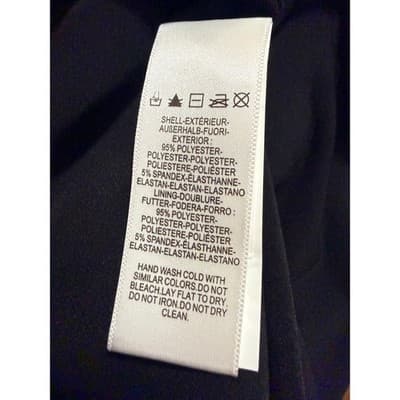 SHELL-EXTÉRIEUR-
AUßERHALB-FUORI-
EXTERIOR :
95% POLYESTER-
POLYESTER-POLYESTER-
POLIESTERE-POLIÉSTER
5% SPANDEX-ÉLASTHANNE-
ELASTAN-ELASTAN-ELASTANO
LINING-DOUBLURE-
FUTTER-FODERA-FORRO :
95% POLYESTER-
POLYESTER-POLYESTER-
POLIESTERE-POLIÉSTER
5% SPANDEX-ÉLASTHANNE-
ELASTAN-ELASTAN-ELASTANO
HAND WASH COLD WITH
SIMILAR COLORS.DO NOT
BLEACH.LAY FLAT TO DRY.
DO NOT IRON.DO NOT DRY
CLEAN.